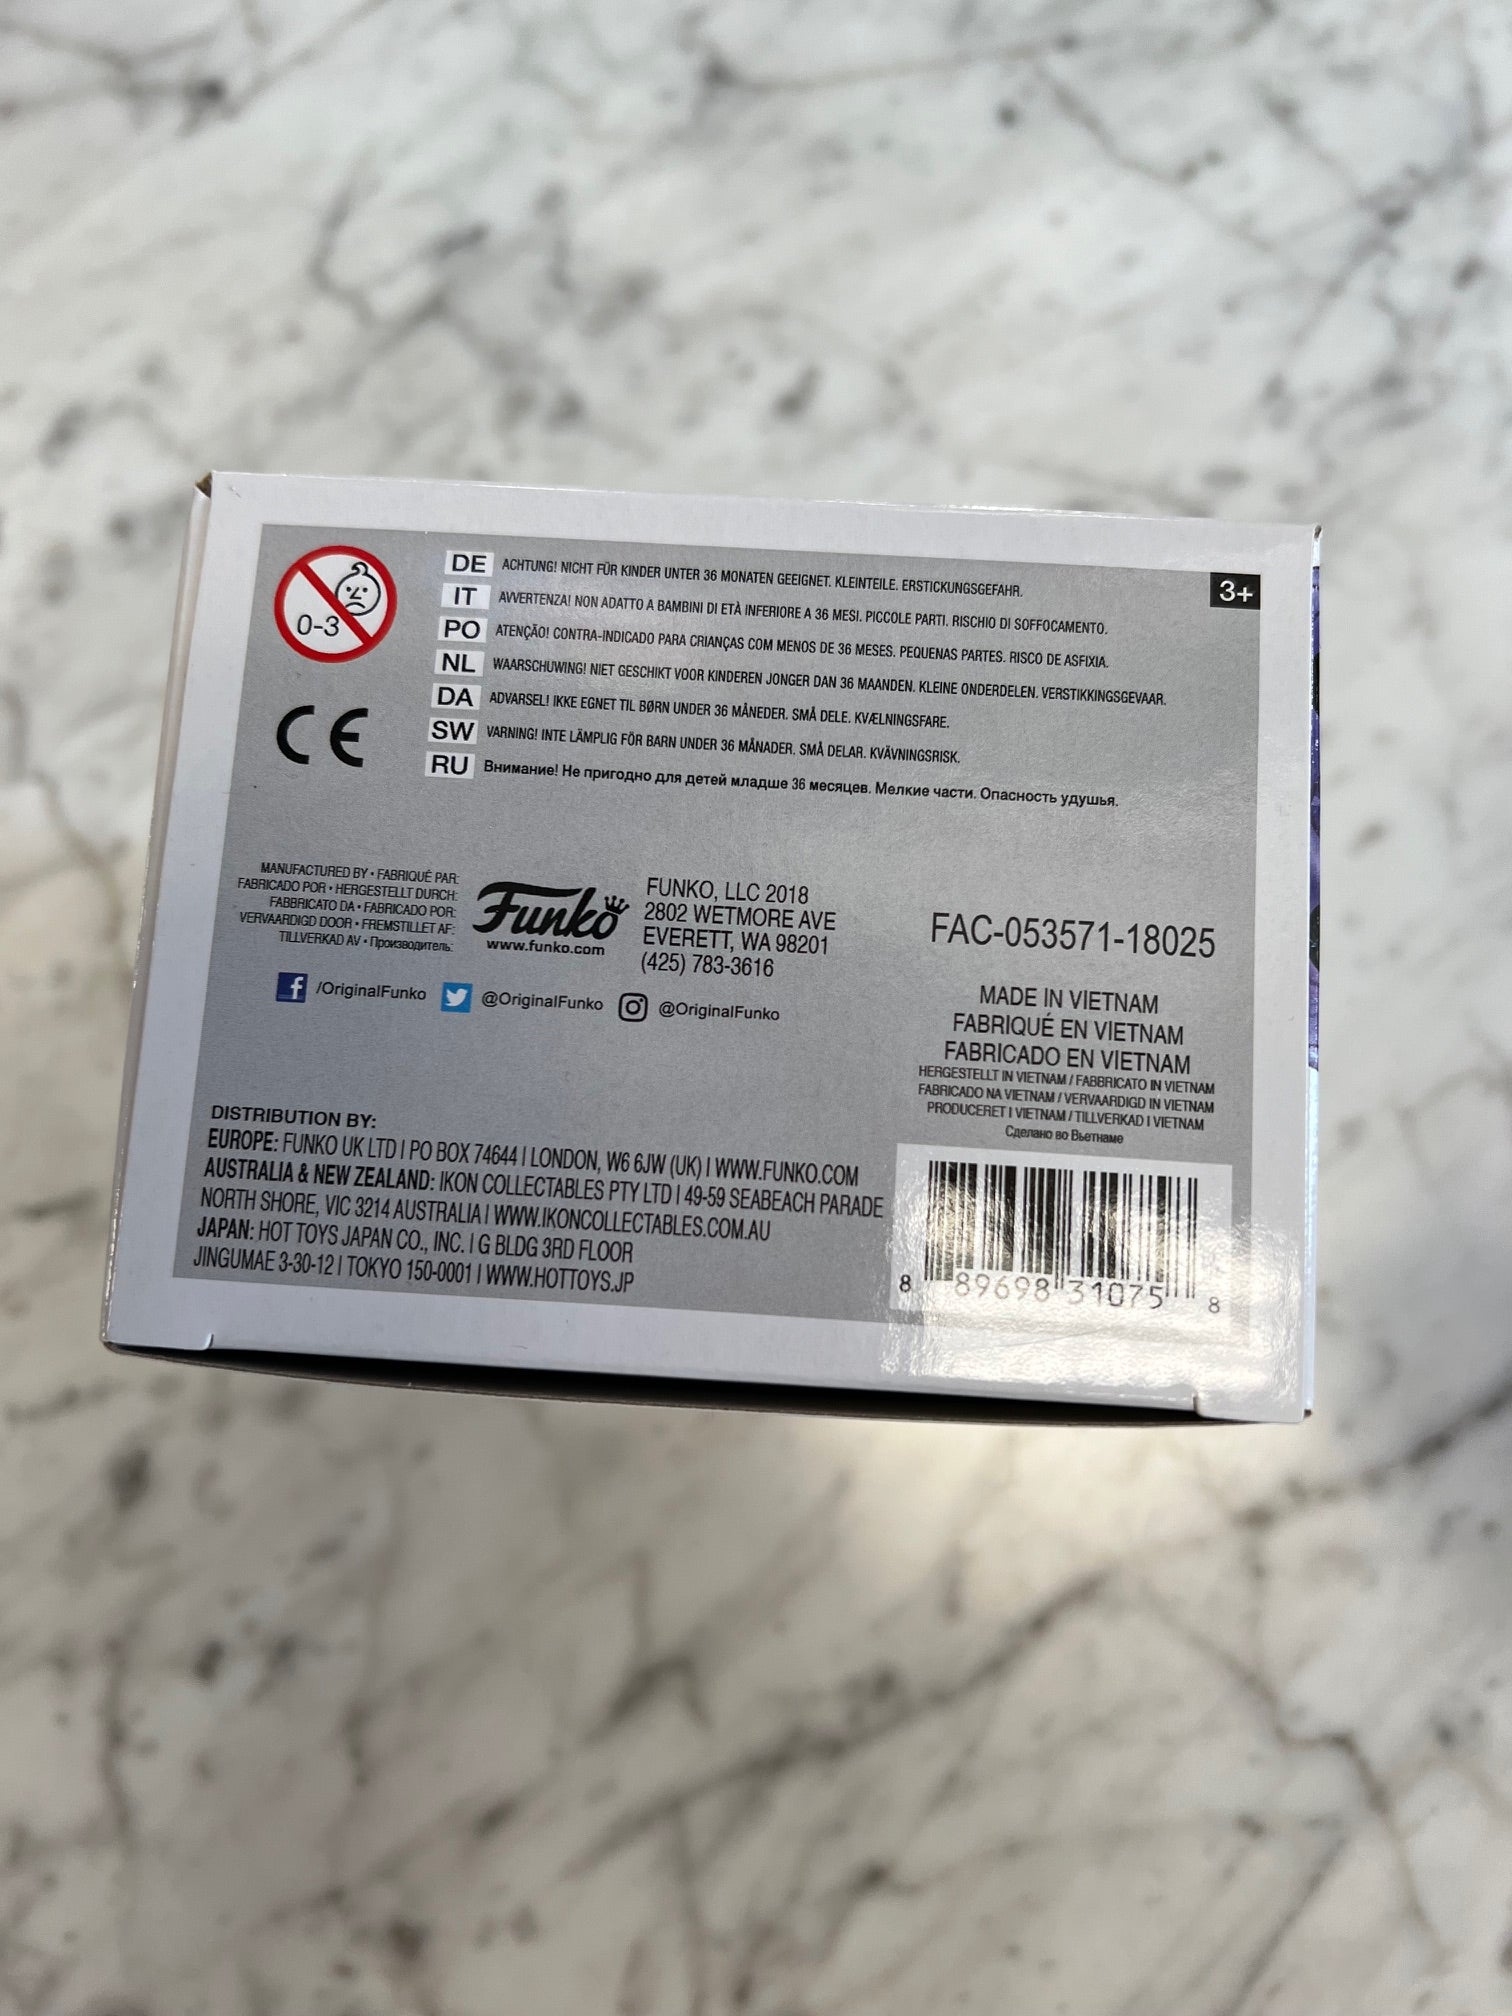 0-3
DE ACHTUNG! NICHT FÜR KINDER UNTER 36 MONATEN GEEIGNET. KLEINTEILE. ERSTICKUNGSGEFAHR.
IT AVVERTENZA! NON ADATTO A BAMBINI DI ETÀ INFERIORE A 36 MESI. PICCOLE PARTI. RISCHIO DI SOFFOCAMENTO.
PO ATENÇÃO! CONTRA-INDICADO PARA CRIANÇAS COM MENOS DE 36 MESES. PEQUENAS PARTES. RISCO DE ASFIXIA.
NL WAARSCHUWING! NIET GESCHIKT VOOR KINDEREN JONGER DAN 36 MAANDEN. KLEINE ONDERDELEN. VERSTIKKINGSGEVAAR.
DA ADVARSEL! IKKE EGNET TIL BØRN UNDER 36 MÅNEDER. SMÅ DELE. KVÆLNINGSFARE.
SW VARNING! INTE LÄMPLIG FÖR BARN UNDER 36 MÅNADER. SMÅ DELAR. KVÄVNINGSRISK.
RU Внимание! Не пригодно для детей младше 36 месяцев. Мелкие части. Опасность удушья.
3+
CE
MANUFACTURED BY • FABRIQUÉ PAR:
FABRICADO POR • HERGESTELLT DURCH:
FABBRICATO DA • FABRICADO POR:
VERVAARDIGD DOOR • FREMSTILLET AF:
TILLVERKAD AV • Производитель:
Funko
www.funko.com
FUNKO, LLC 2018
2802 WETMORE AVE
EVERETT, WA 98201
(425) 783-3616
/OriginalFunko @OriginalFunko @OriginalFunko
FAC-053571-18025
MADE IN VIETNAM
FABRIQUÉ EN VIETNAM
FABRICADO EN VIETNAM
HERGESTELLT IN VIETNAM / FABBRICATO IN VIETNAM
FABRICADO NA VIETNAM / VERVAARDIGD IN VIETNAM
PRODUCERET I VIETNAM / TILLVERKAD I VIETNAM
Сделано во Вьетнаме
DISTRIBUTION BY:
EUROPE: FUNKO UK LTD | PO BOX 74644 | LONDON, W6 6JW (UK) | WWW.FUNKO.COM
AUSTRALIA & NEW ZEALAND: IKON COLLECTABLES PTY LTD | 49-59 SEABEACH PARADE
NORTH SHORE, VIC 3214 AUSTRALIA | WWW.IKONCOLLECTABLES.COM.AU
JAPAN: HOT TOYS JAPAN CO., INC. | G BLDG 3RD FLOOR
JINGUMAE 3-30-12 | TOKYO 150-0001 | WWW.HOTTOYS.JP
8 89698 31075 8